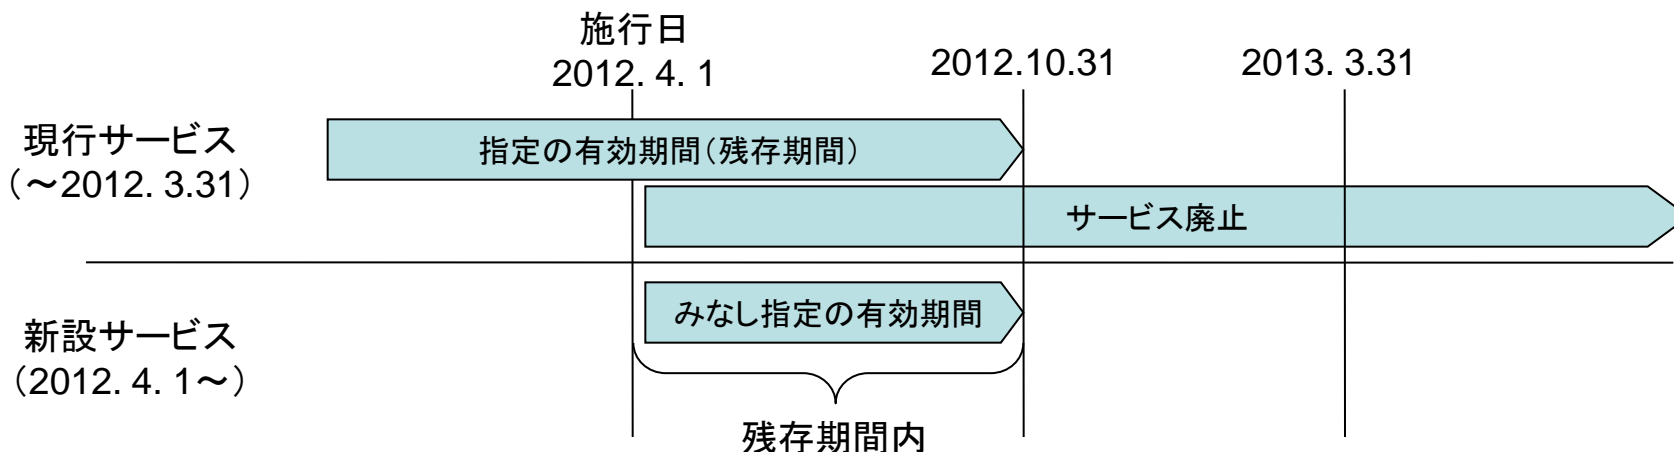 施行日
2012. 4. 1
2012.10.31
2013. 3.31
現行サービス
（～2012. 3.31）
指定の有効期間（残存期間）
サービス廃止
新設サービス
（2012. 4. 1～）
みなし指定の有効期間
残存期間内